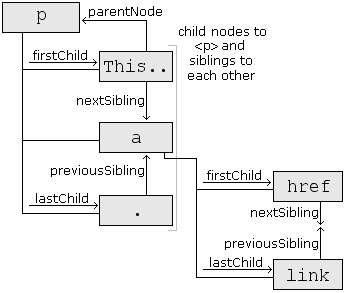 p
parentNode
child nodes to
<p> and
siblings to
each other
firstChild
This..
nextSibling
a
previousSibling
firstChild
href
lastChild
.
nextSibling
previousSibling
lastChild
link